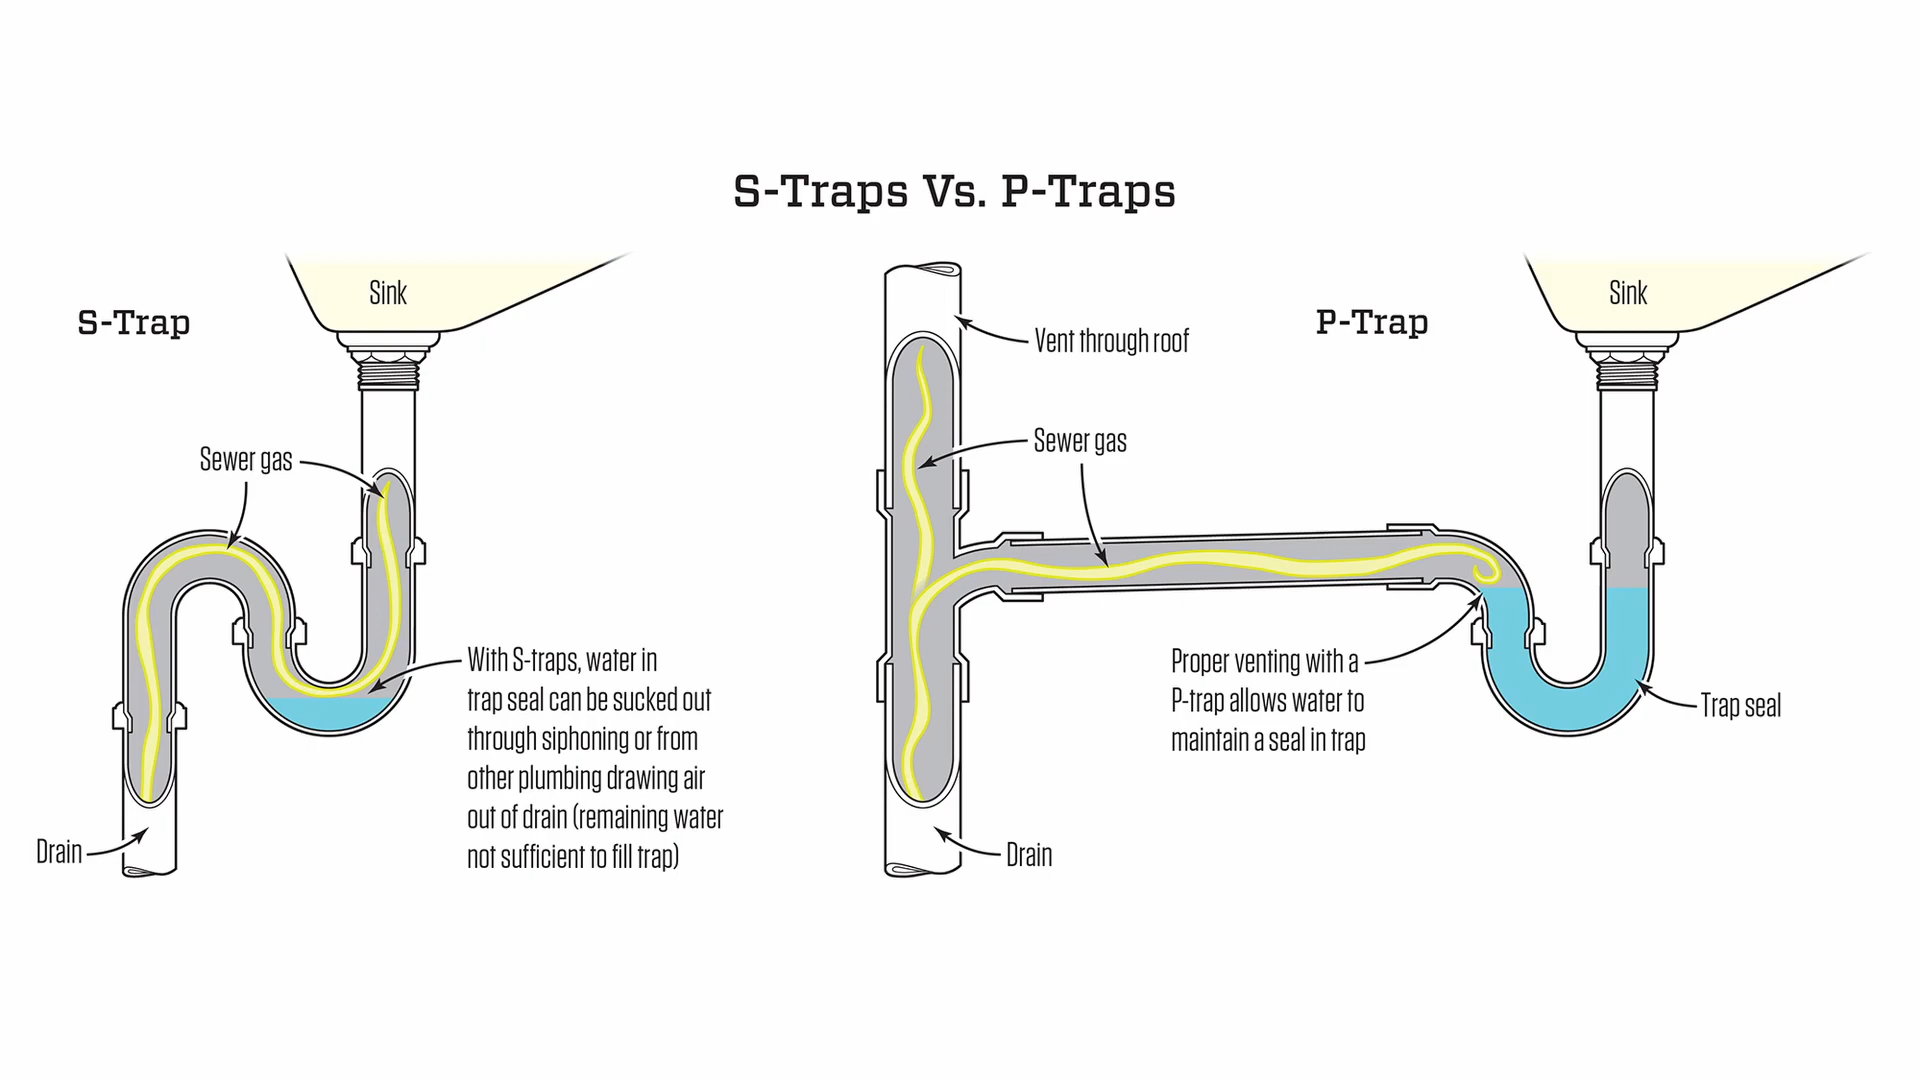 S-Traps Vs. P-Traps
S-Trap
Sink
Sewer gas
With S-traps, water in
trap seal can be sucked out
through siphoning or from
other plumbing drawing air
out of drain (remaining water
not sufficient to fill trap)
Drain
Vent through roof
Sewer gas
Drain
P-Trap
Sink
Proper venting with a
P-trap allows water to
maintain a seal in trap
Trap seal